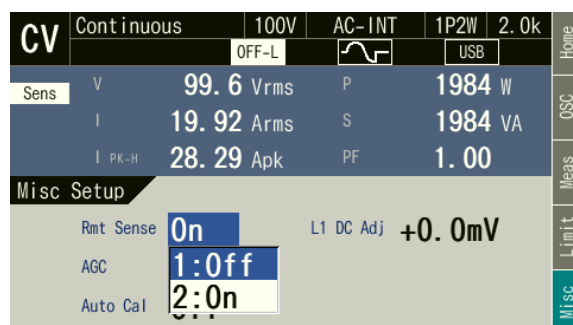 CV Continuous 100V AC-INT 1P2W 2.0k
OFF-L USB
Sens V 99.6 Vrms P 1984 W
I 19.92 Arms S 1984 VA
I PK-H 28.29 Apk PF 1.00
Misc Setup
Rmt Sense On L1 DC Adj +0.0mV
AGC 1:Off
Auto Cal 2:On
Home
OSC
Meas
Limit
Misc